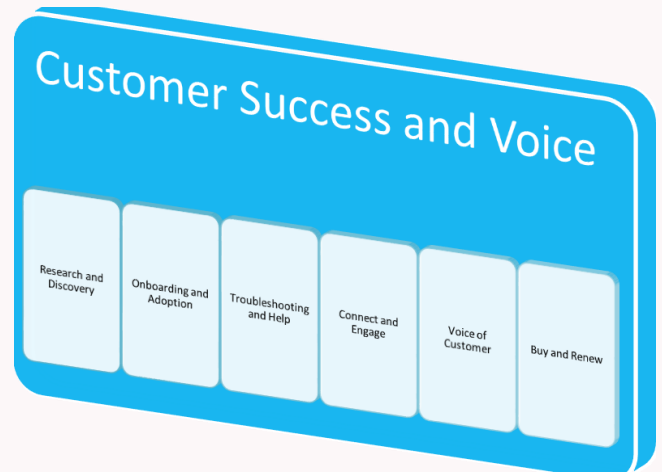 Customer Success and Voice
Research and
Discovery
Onboarding and
Adoption
Troubleshooting
and Help
Connect and
Engage
Voice of
Customer
Buy and Renew